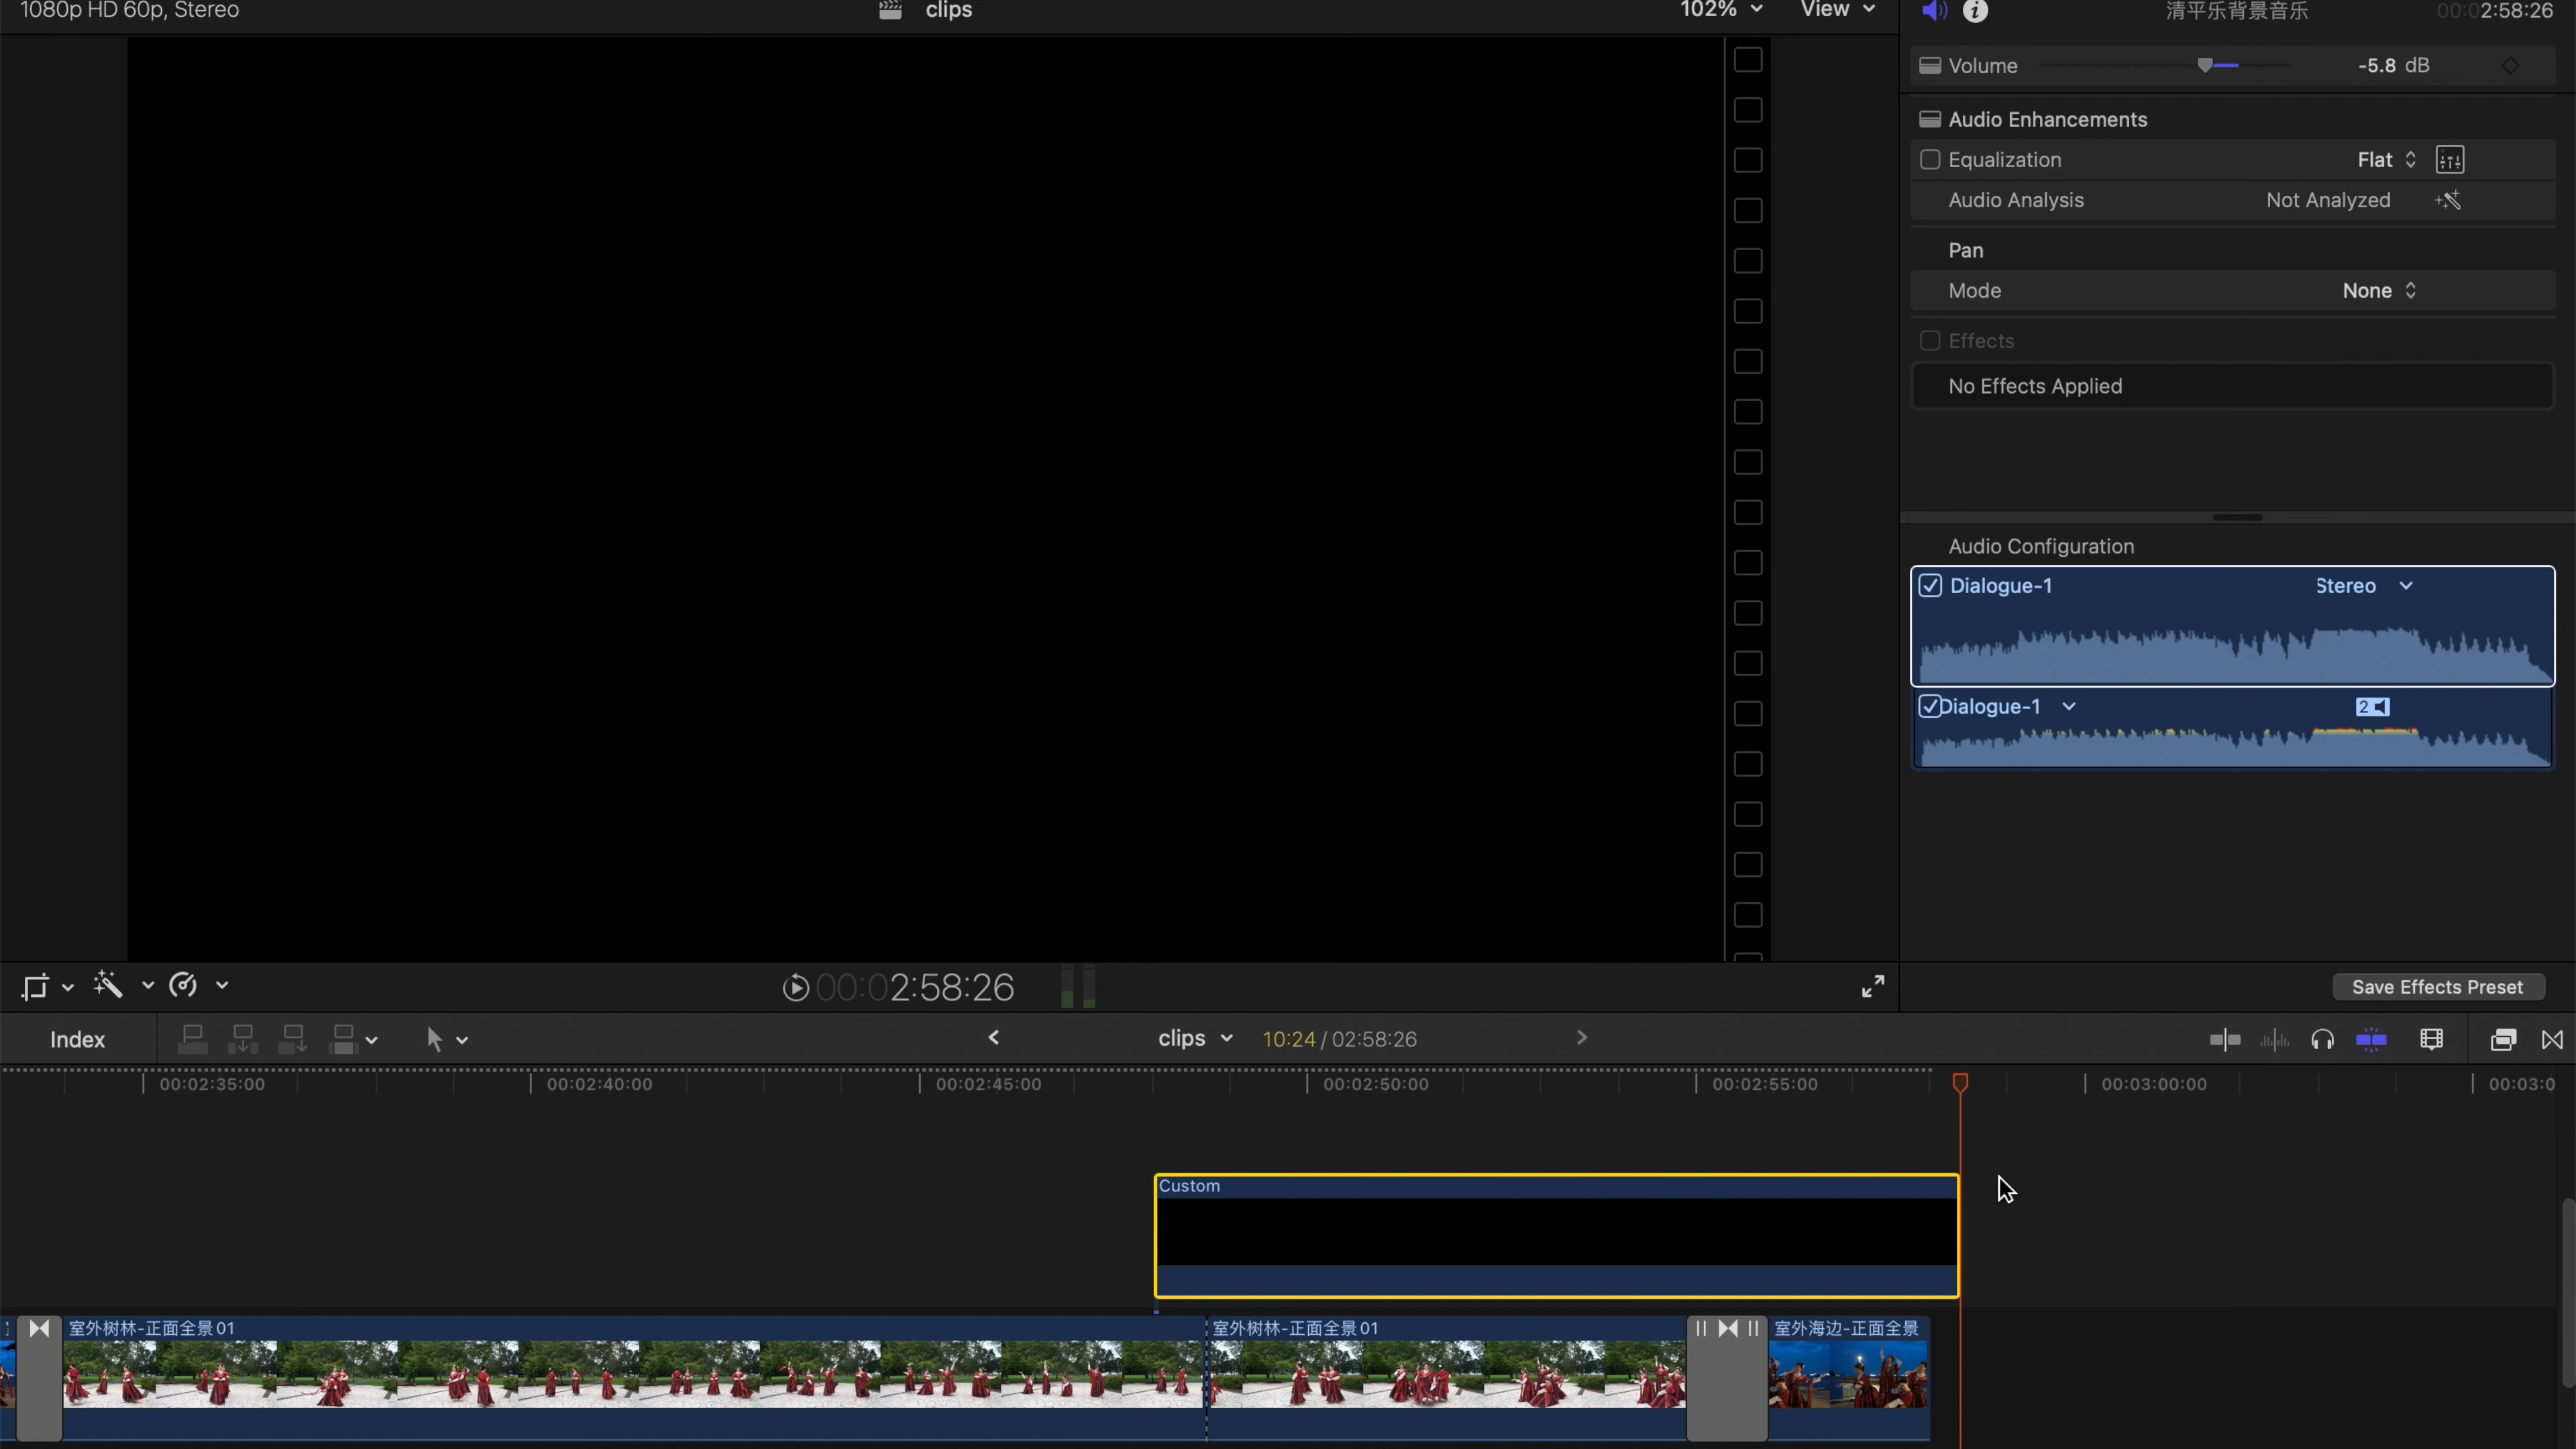 1080p HD 60p, Stereo
clips
102%
View
清平乐背景音乐
00:02:58:26
Volume
-5.8 dB
Audio Enhancements
Equalization
Flat
Audio Analysis
Not Analyzed
Pan
Mode
None
Effects
No Effects Applied
Audio Configuration
Dialogue-1
Stereo
Dialogue-1
2
00:02:58:26
Save Effects Preset
Index
clips
10:24 / 02:58:26
00:02:35:00
00:02:40:00
00:02:45:00
00:02:50:00
00:02:55:00
00:03:00:00
00:03:0
Custom
室外树林-正面全景01
室外树林-正面全景01
室外海边-正面全景